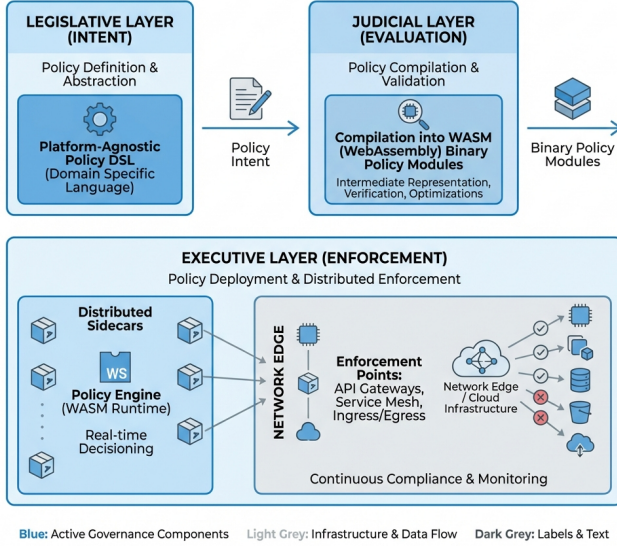 LEGISLATIVE LAYER
(INTENT)
Policy Definition &
Abstraction
Platform-Agnostic
Policy DSL
(Domain Specific
Language)
Policy
Intent
JUDICIAL LAYER
(EVALUATION)
Policy Compilation &
Validation
Compilation into WASM
(WebAssembly) Binary
Policy Modules
Intermediate Representation,
Verification, Optimizations
Binary Policy
Modules
EXECUTIVE LAYER (ENFORCEMENT)
Policy Deployment & Distributed Enforcement
Distributed
Sidecars
WS
Policy Engine
(WASM Runtime)
Real-time
Decisioning
NETWORK EDGE
Enforcement
Points:
API Gateways,
Service Mesh,
Ingress/Egress
Network Edge
/ Cloud
Infrastructure
Continuous Compliance & Monitoring
Blue: Active Governance Components Light Grey: Infrastructure & Data Flow Dark Grey: Labels & Text